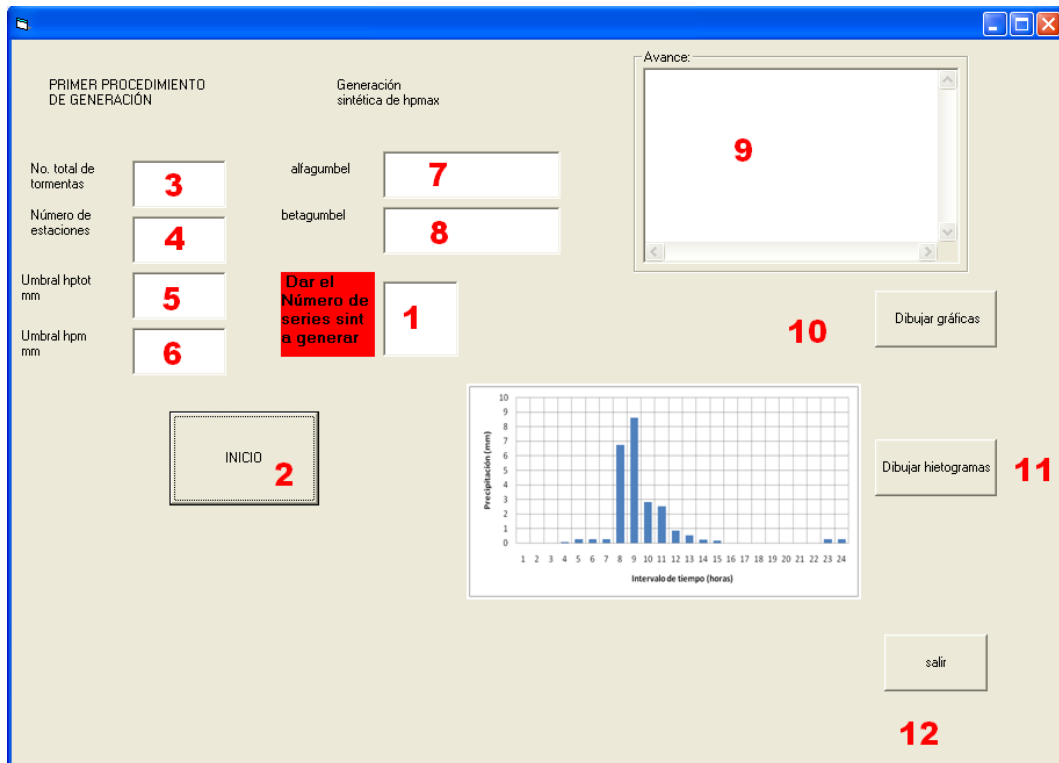 PRIMER PROCEDIMIENTO
DE GENERACIÓN
Generación
sintética de hpmax
Avance:
9
No. total de
tormentas
3
alfagumbel
7
Número de
estaciones
4
betagumbel
8
Umbral hptot
mm
5
Dar el
Número de
series sint
a generar
1
Umbral hpm
mm
6
10
Dibujar gráficas
INICIO
2
Precipitación (mm)
10
9
8
7
6
5
4
3
2
1
0
1 2 3 4 5 6 7 8 9 10 11 12 13 14 15 16 17 18 19 20 21 22 23 24
Intervalo de tiempo (horas)
Dibujar hietogramas
11
salir
12